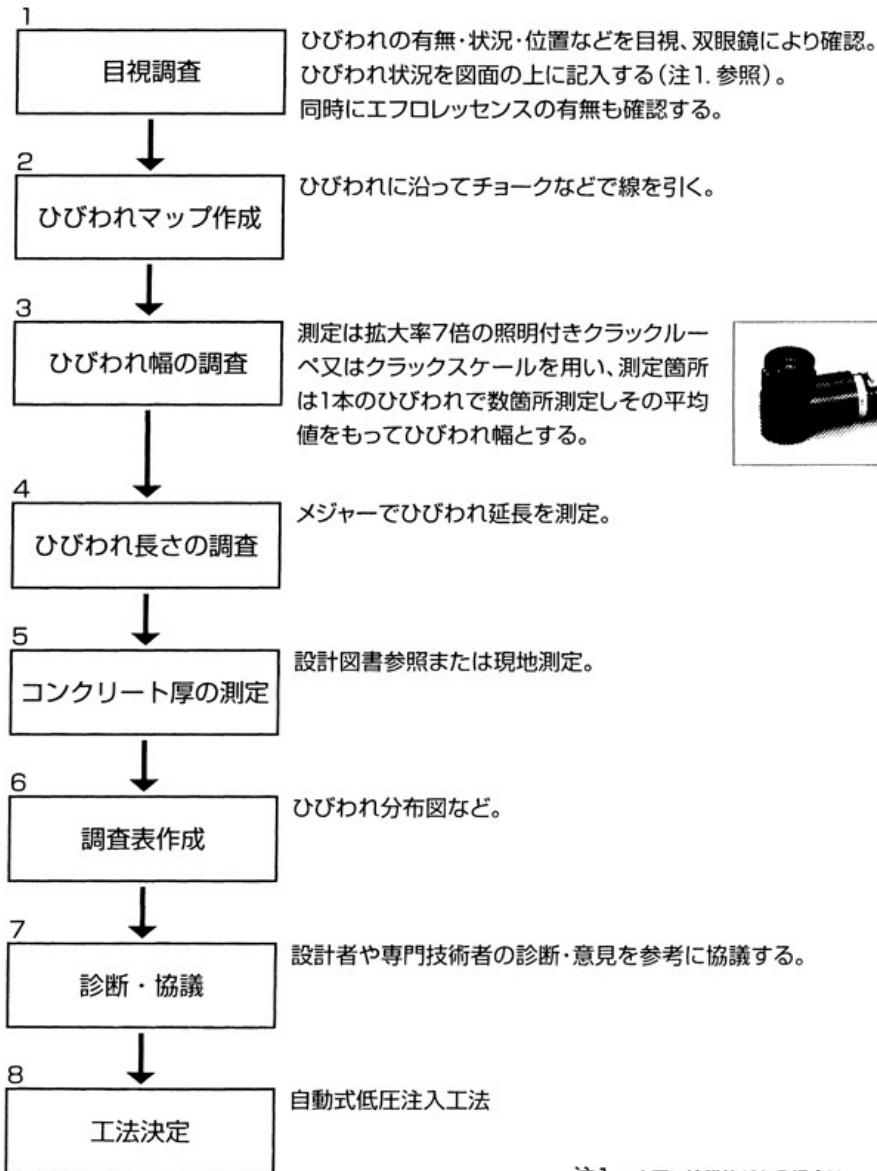 1
目視調査
ひびわれの有無・状況・位置などを目視、双眼鏡により確認。
ひびわれ状況を図面の上に記入する(注1. 参照)。
同時にエフロレッセンスの有無も確認する。
2
ひびわれマップ作成
ひびわれに沿ってチョークなどで線を引く。
3
ひびわれ幅の調査
測定は拡大率7倍の照明付きクラックルー
ペ又はクラックスケールを用い、測定箇所
は1本のひびわれで数箇所測定しその平均
値をもってひびわれ幅とする。
4
ひびわれ長さの調査
メジャーでひびわれ延長を測定。
5
コンクリート厚の測定
設計図書参照または現地測定。
6
調査表作成
ひびわれ分布図など。
7
診断・協議
設計者や専門技術者の診断・意見を参考に協議する。
8
工法決定
自動式低圧注入工法
注1